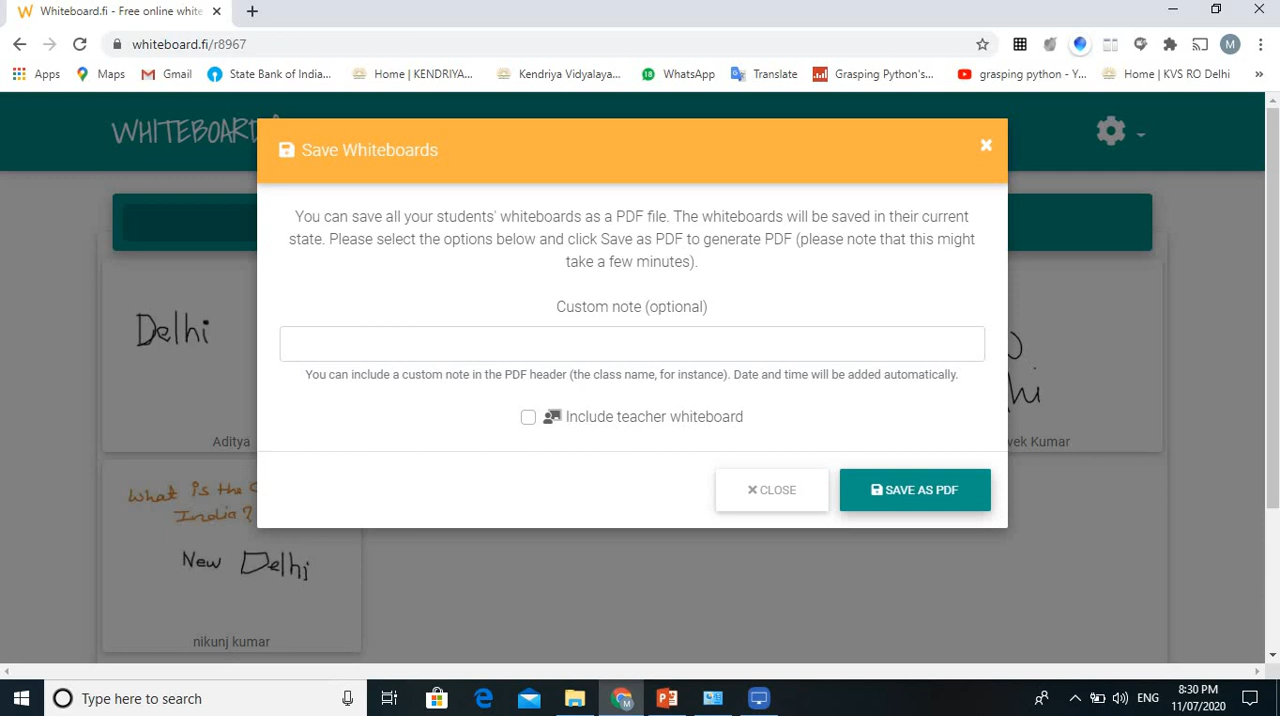 Whiteboard.fi - Free online white
whiteboard.fi/r8967
M
Apps
Maps
Gmail
State Bank of India...
Home | KENDRIYA...
Kendriya Vidyalaya...
18
WhatsApp
Translate
Grasping Python's...
grasping python - Y...
Home | KVS RO Delhi
WHITEBOARD
Save Whiteboards
You can save all your students' whiteboards as a PDF file. The whiteboards will be saved in their current
state. Please select the options below and click Save as PDF to generate PDF (please note that this might
take a few minutes).
Custom note (optional)
You can include a custom note in the PDF header (the class name, for instance). Date and time will be added automatically.
Include teacher whiteboard
CLOSE
SAVE AS PDF
Delhi
Aditya
hi
vek Kumar
What is the C
India?
New Delhi
nikunj kumar
Type here to search
ENG
8:30 PM
11/07/2020